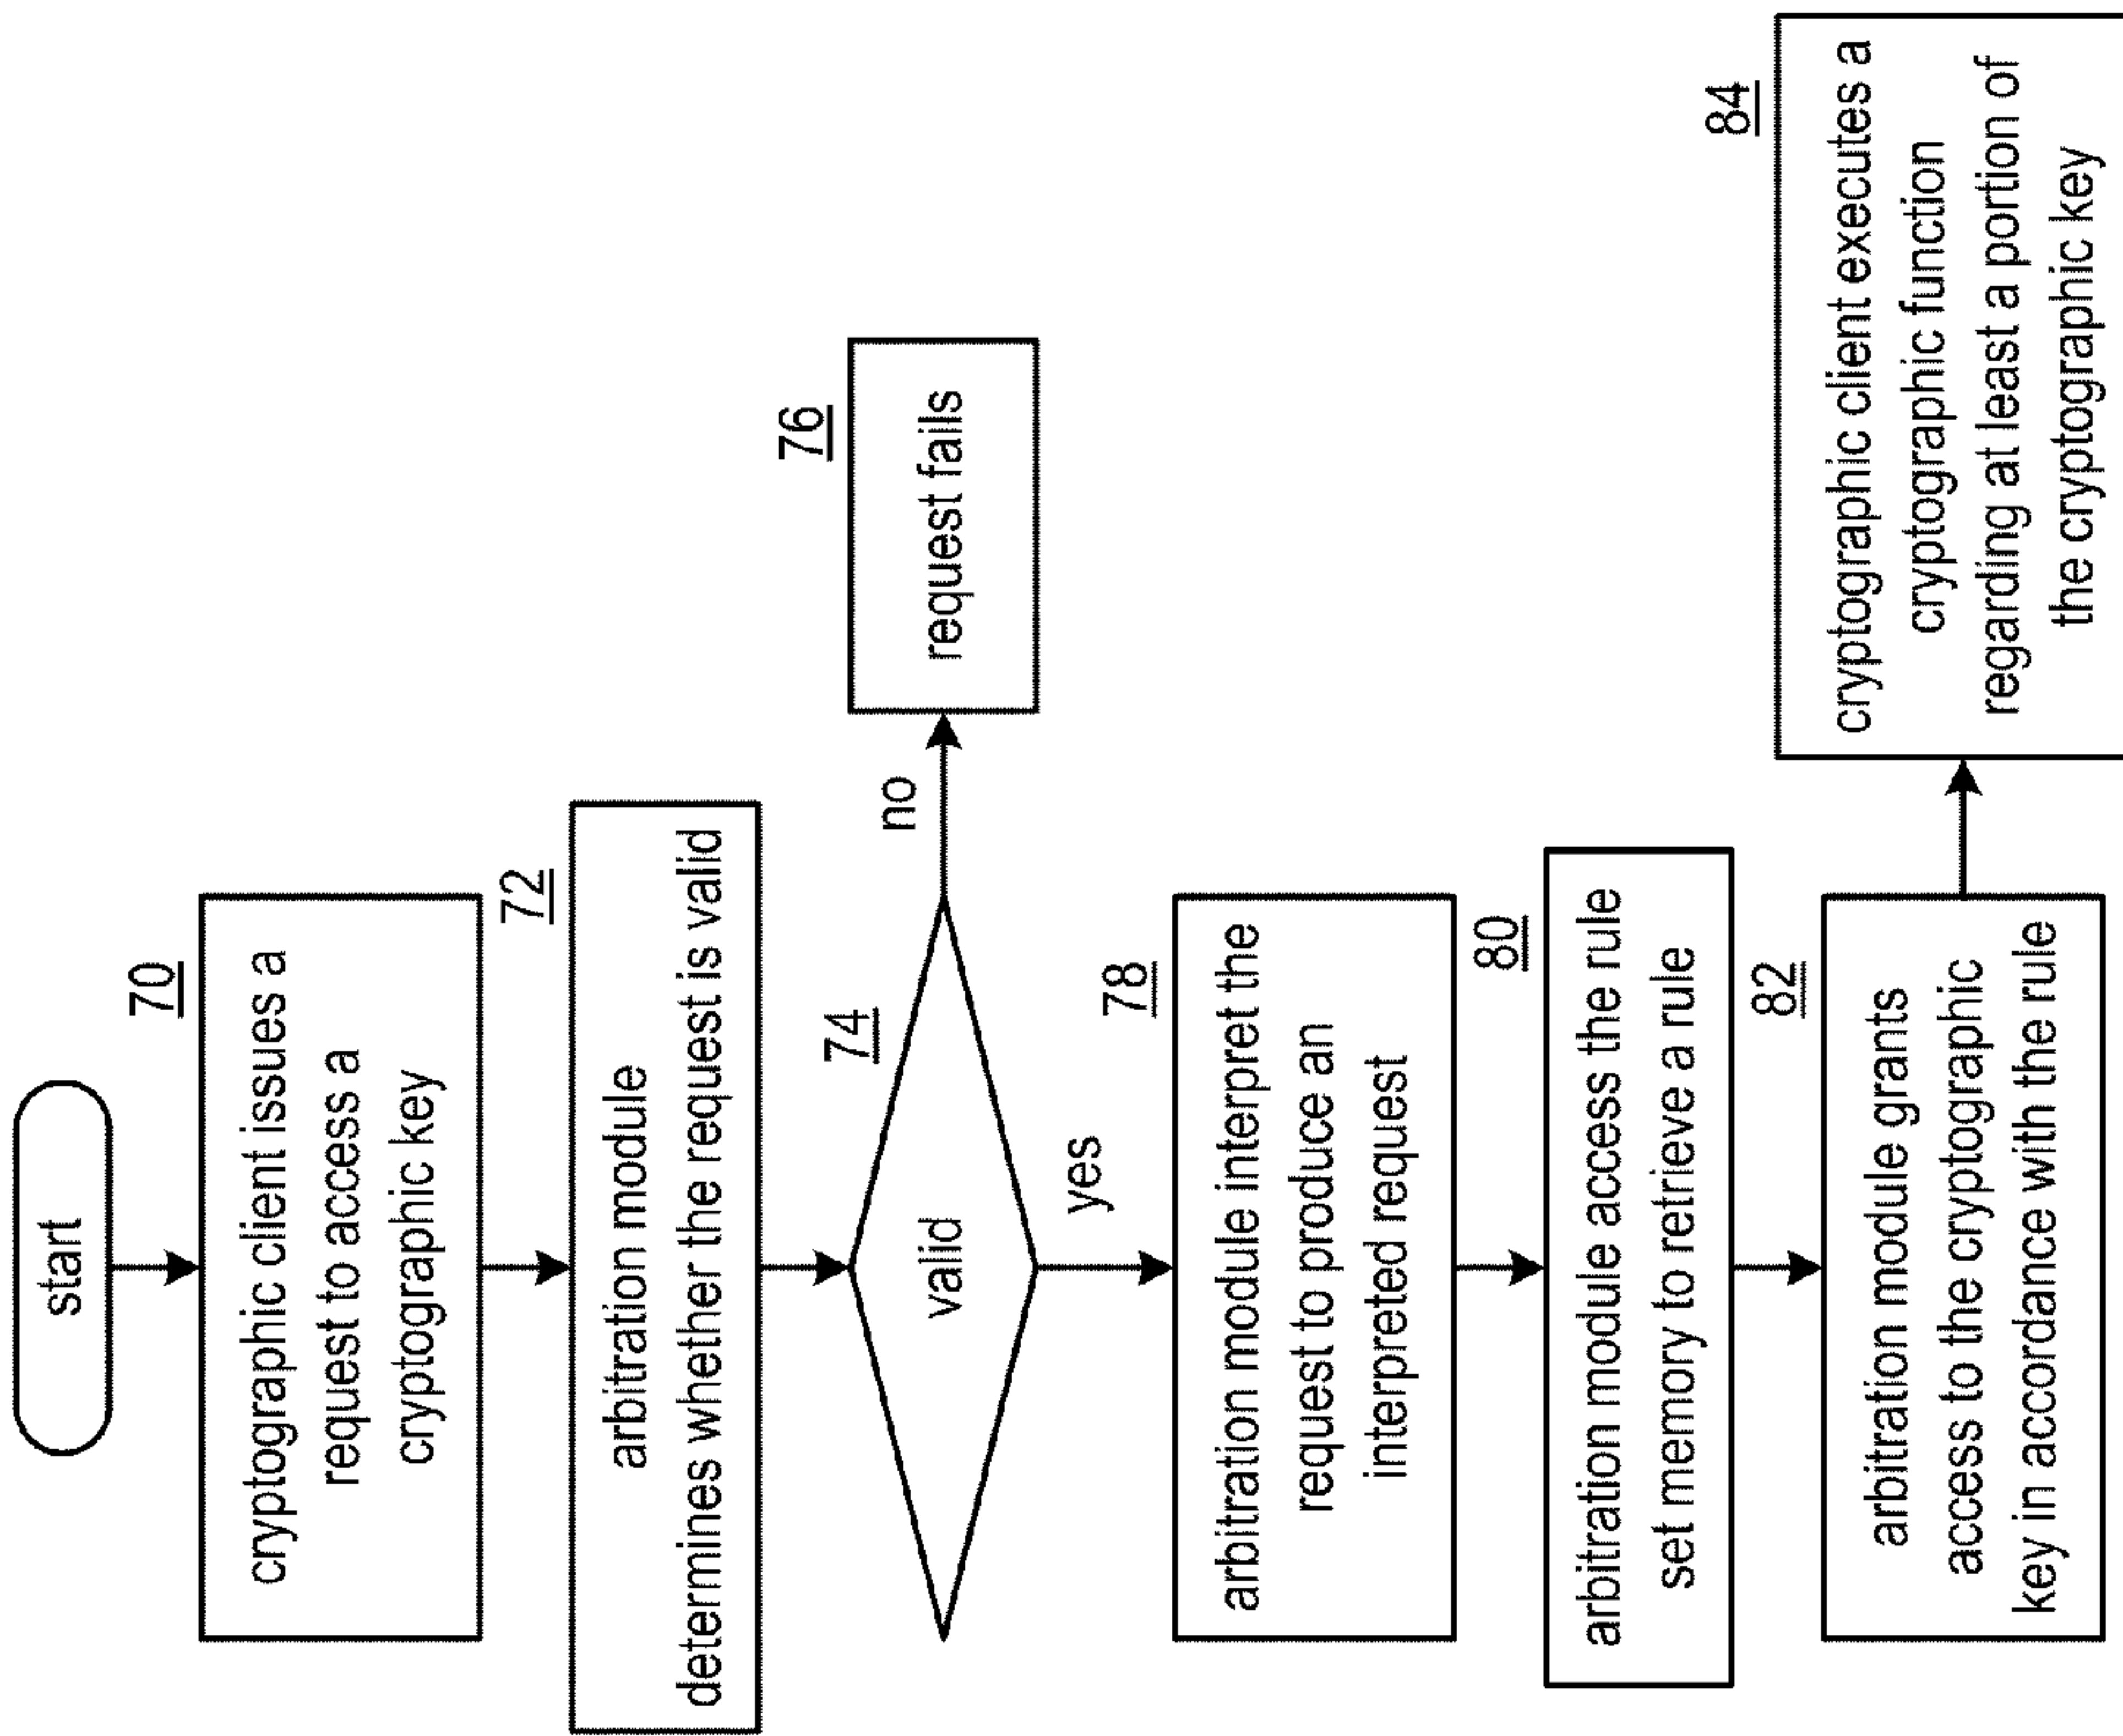 start
70
cryptographic client issues a
request to access a
cryptographic key
72
arbitration module
determines whether the request is valid
74
valid
no
76
request fails
yes
78
arbitration module interpret the
request to produce an
interpreted request
80
arbitration module access the rule
set memory to retrieve a rule
82
arbitration module grants
access to the cryptographic
key in accordance with the rule
84
cryptographic client executes a
cryptographic function
regarding at least a portion of
the cryptographic key